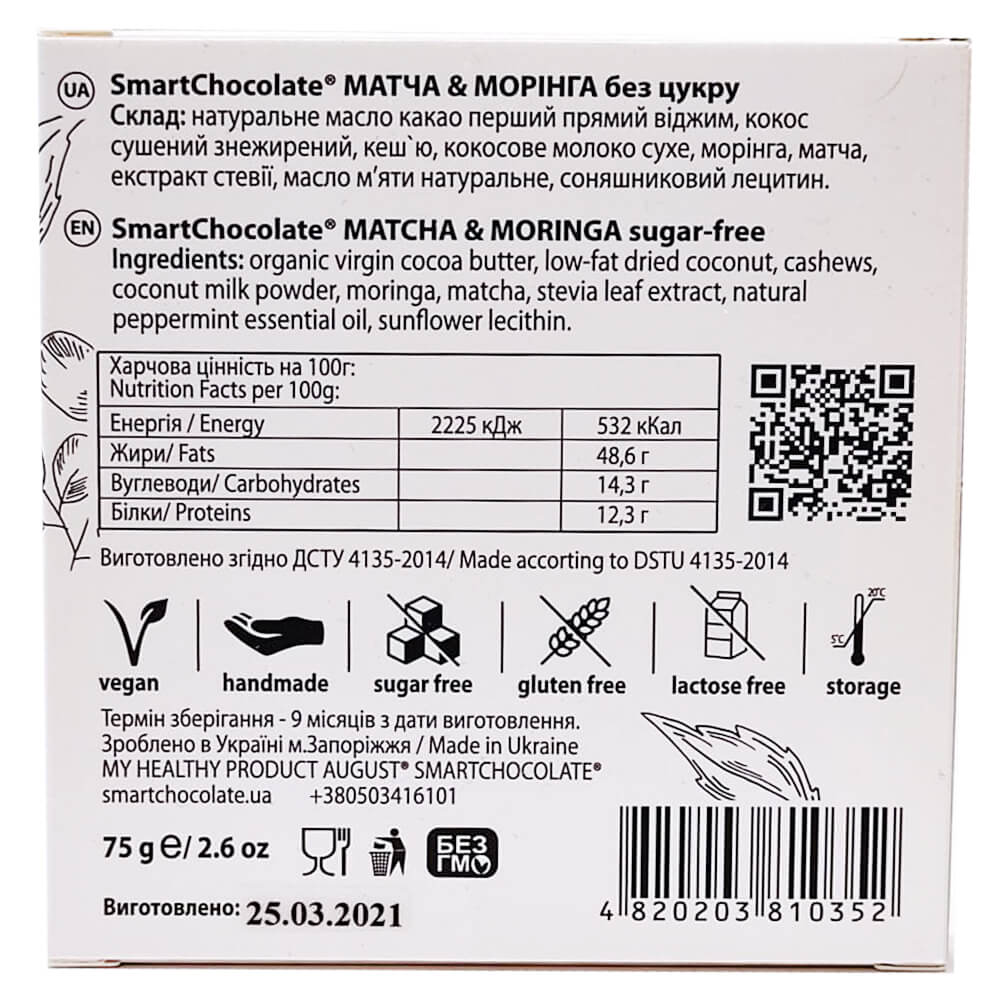 UA SmartChocolate® МАТЧА & МОРІНГА без цукру
Склад: натуральне масло какао перший прямий віджим, кокос
сушений знежирений, кеш`ю, кокосове молоко сухе, морінга, матча,
екстракт стевії, масло м'яти натуральне, соняшниковий лецитин.
EN SmartChocolate® MATCHA & MORINGA sugar-free
Ingredients: organic virgin cocoa butter, low-fat dried coconut, cashews,
coconut milk powder, moringa, matcha, stevia leaf extract, natural
peppermint essential oil, sunflower lecithin.
Харчова цінність на 100г:
Nutrition Facts per 100g:
Енергія / Energy 2225 кДж 532 кКал
Жири/ Fats 48,6 г
Вуглеводи/ Carbohydrates 14,3 г
Білки/ Proteins 12,3 г
Виготовлено згідно ДСТУ 4135-2014/ Made accorting to DSTU 4135-2014
20°C
5°C
vegan handmade sugar free gluten free lactose free storage
Термін зберігання - 9 місяців з дати виготовлення.
Зроблено в Україні м.Запоріжжя / Made in Ukraine
MY HEALTHY PRODUCT AUGUST® SMARTCHOCOLATE®
smartchocolate.ua +380503416101
75 g e/ 2.6 oz
БЕЗ
ГМО
Виготовлено: 25.03.2021
4 820203 810352